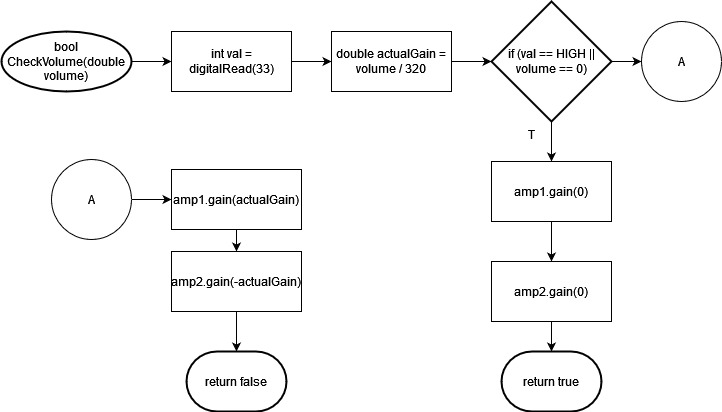 bool
CheckVolume(double
volume)
int val =
digitalRead(33)
double actualGain =
volume / 320
if (val == HIGH ||
volume == 0)
A
T
A
amp1.gain(actualGain)
amp1.gain(0)
amp2.gain(-actualGain)
amp2.gain(0)
return false
return true